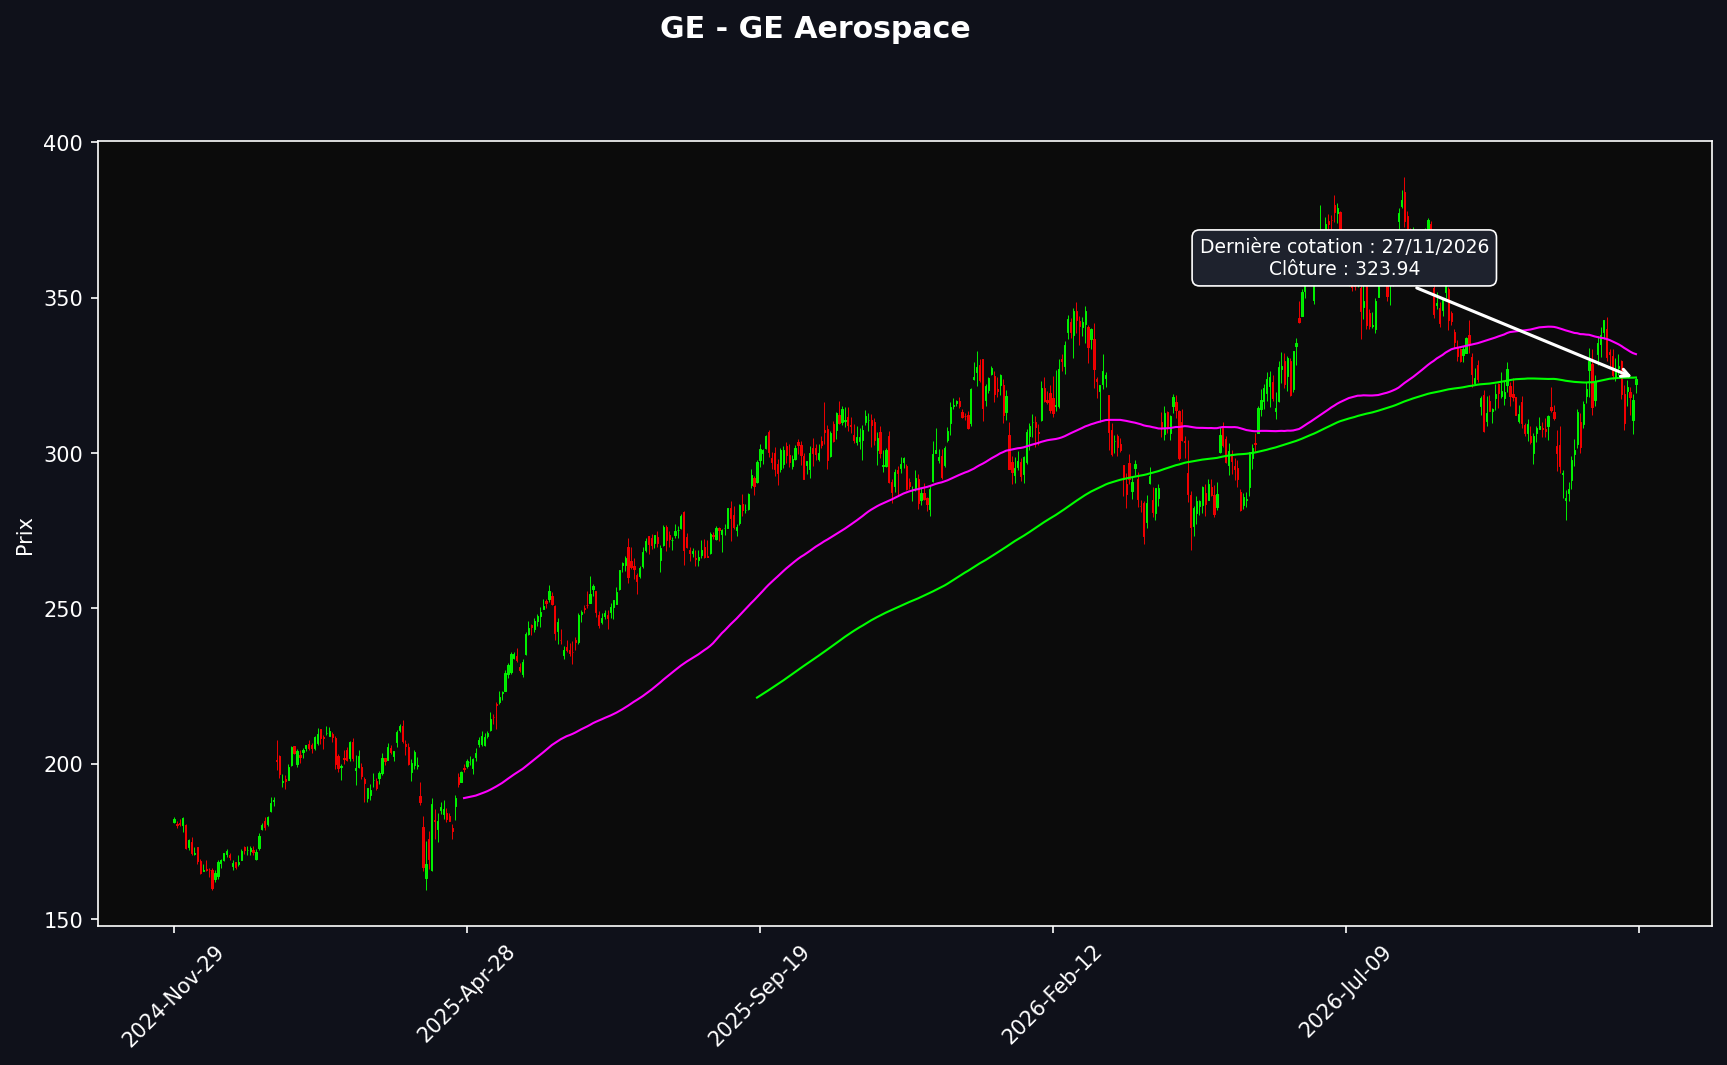 GE - GE Aerospace
400
350
300
250
200
150
Prix
Dernière cotation : 27/11/2026
Clôture : 323.94
2024-Nov-29
2025-Apr-28
2025-Sep-19
2026-Feb-12
2026-Jul-09